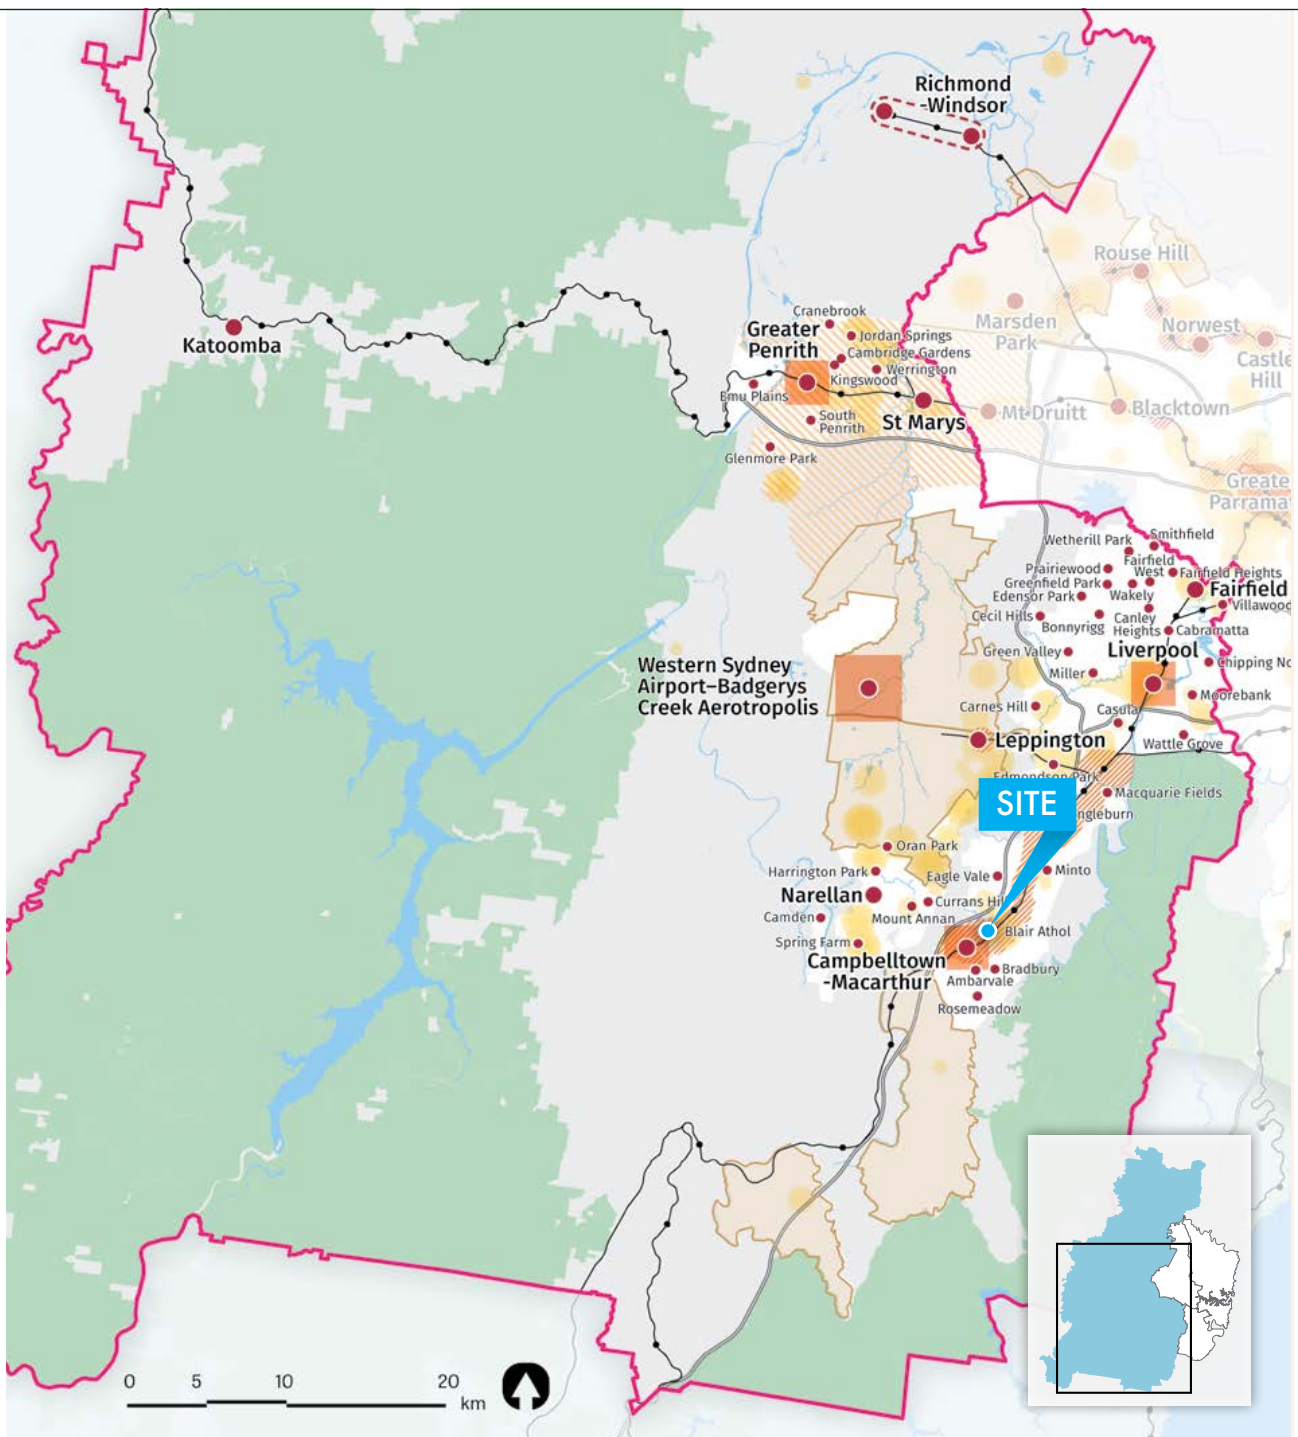 Richmond
-Windsor
Rouse Hill
Marsden
Park
Norwest
Castle
Hill
Katoomba
Cranebrook
Greater
Penrith
Jordan Springs
Cambridge Gardens
Werrington
Kingswood
Emu Plains
St Marys
South
Penrith
Mt Druitt
Blacktown
Glenmore Park
Greate
Parrama
Wetherill Park
Smithfield
Fairfield
West
Prairiewood
Fairfield Heights
Greenfield Park
Wakely
Fairfield
Edensor Park
Villawood
Cecil Hills
Bonnyrigg
Canley
Heights
Cabramatta
Green Valley
Liverpool
Chipping No
Miller
Western Sydney
Airport–Badgerys
Creek Aerotropolis
Moorebank
Carnes Hill
Casula
Leppington
Wattle Grove
Edmondson Park
SITE
Macquarie Fields
ngleburn
Oran Park
Harrington Park
Eagle Vale
Minto
Narellan
Currans Hil
Mount Annan
Camden
Blair Athol
Spring Farm
Campbelltown
-Macarthur
Bradbury
Ambarvale
Rosemeadow
0 5 10 20
km